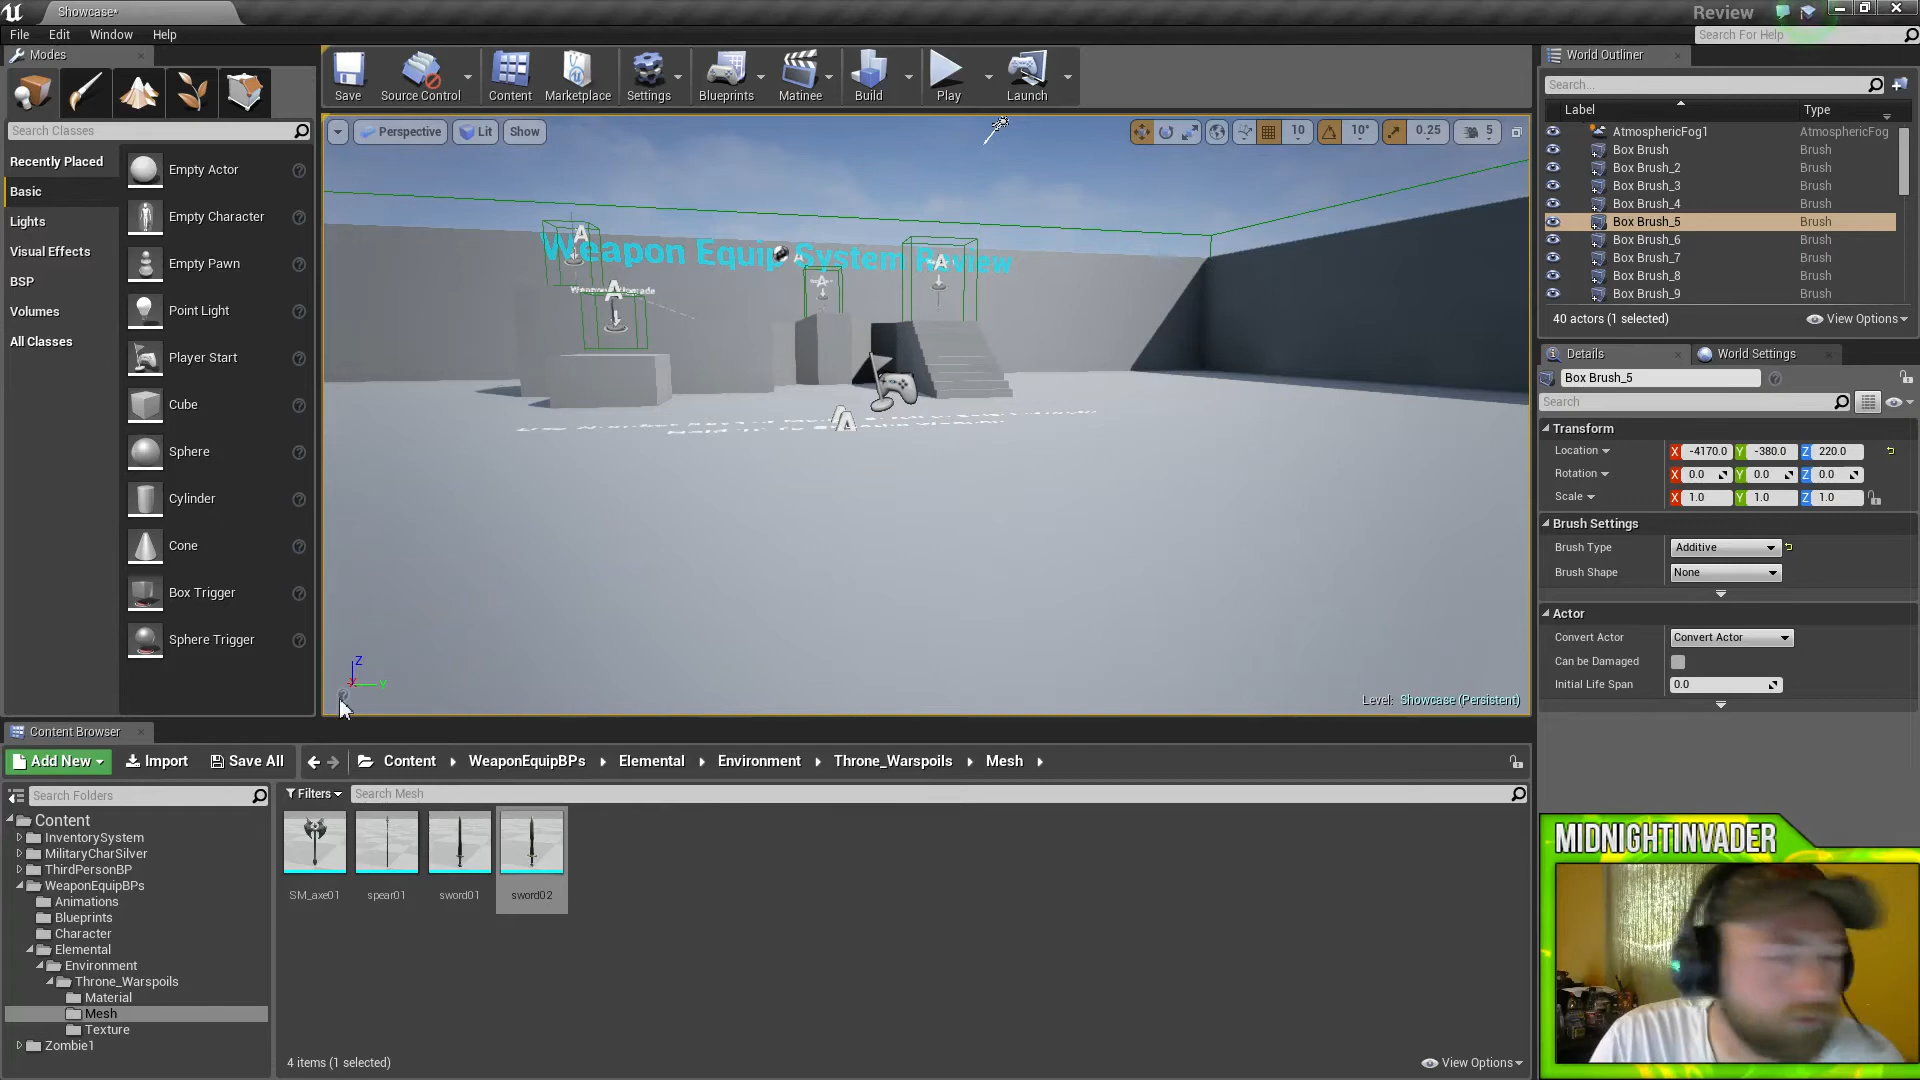 Showcase*
Review
File Edit Window Help
Search For Help
Modes
World Outliner
Save Source Control Content Marketplace Settings Blueprints Matinee Build Play Launch
Search...
Label Type
Search Classes
Perspective Lit Show
10 10° 0.25 5
AtmosphericFog1 AtmosphericFog
Box Brush Brush
Box Brush_2 Brush
Box Brush_3 Brush
Box Brush_4 Brush
Box Brush_5 Brush
Box Brush_6 Brush
Box Brush_7 Brush
Box Brush_8 Brush
Box Brush_9 Brush
40 actors (1 selected) View Options
Recently Placed
Basic
Lights
Visual Effects
BSP
Volumes
All Classes
Empty Actor
Empty Character
Empty Pawn
Point Light
Player Start
Cube
Sphere
Cylinder
Cone
Box Trigger
Sphere Trigger
Weapon Equip System Review
Z
Level: Showcase (Persistent)
Details World Settings
Box Brush_5
Search
Transform
Location X -4170.0 Y -380.0 Z 220.0
Rotation X 0.0 Y 0.0 Z 0.0
Scale X 1.0 Y 1.0 Z 1.0
Brush Settings
Brush Type Additive
Brush Shape None
Actor
Convert Actor Convert Actor
Can be Damaged
Initial Life Span 0.0
Content Browser
Add New Import Save All Content WeaponEquipBPs Elemental Environment Throne_Warspoils Mesh
Search Folders
Filters Search Mesh
Content
InventorySystem
MilitaryCharSilver
ThirdPersonBP
WeaponEquipBPs
Animations
Blueprints
Character
Elemental
Environment
Throne_Warspoils
Material
Mesh
Texture
Zombie1
SM_axe01 spear01 sword01 sword02
4 items (1 selected) View Options
MIDNIGHTINVADER